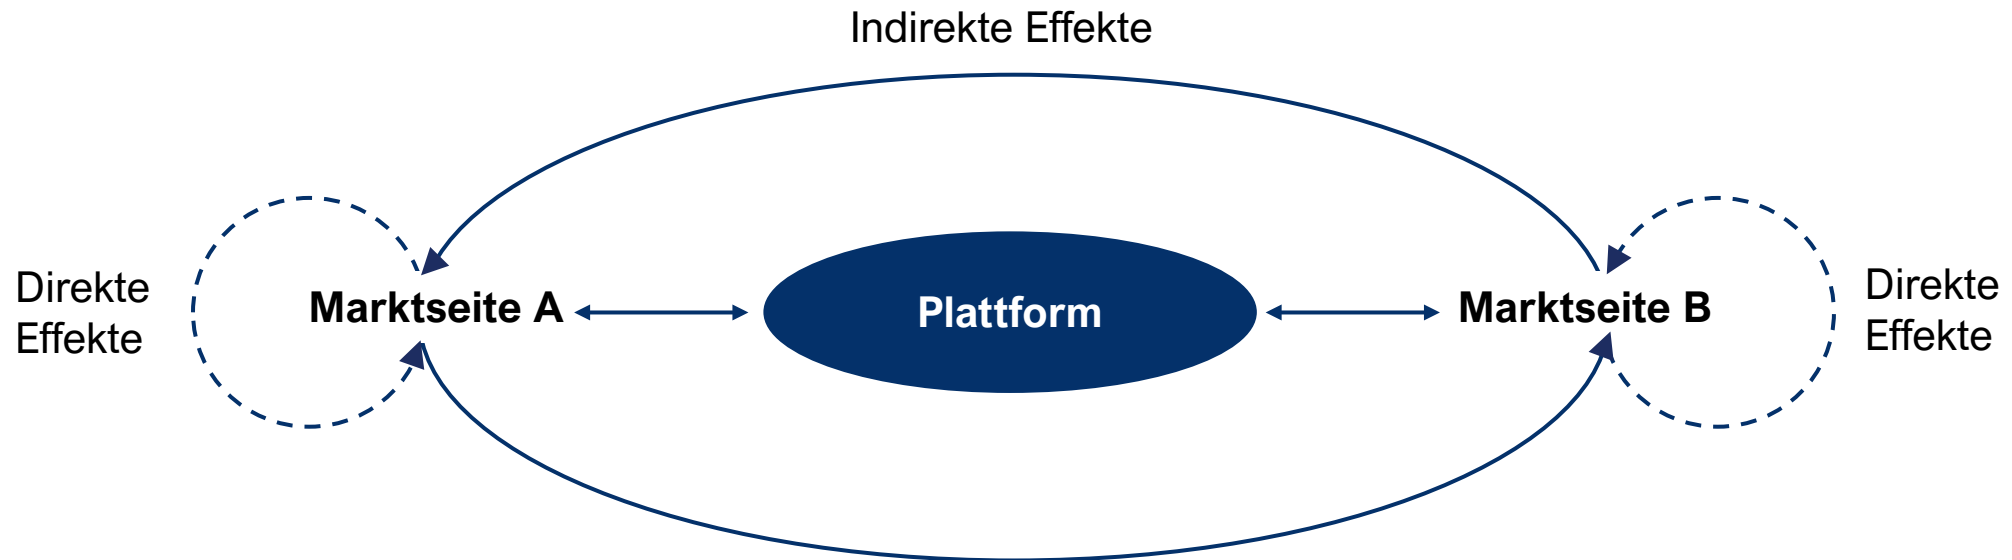 Indirekte Effekte
Direkte
Effekte
Marktseite A
Plattform
Marktseite B
Direkte
Effekte